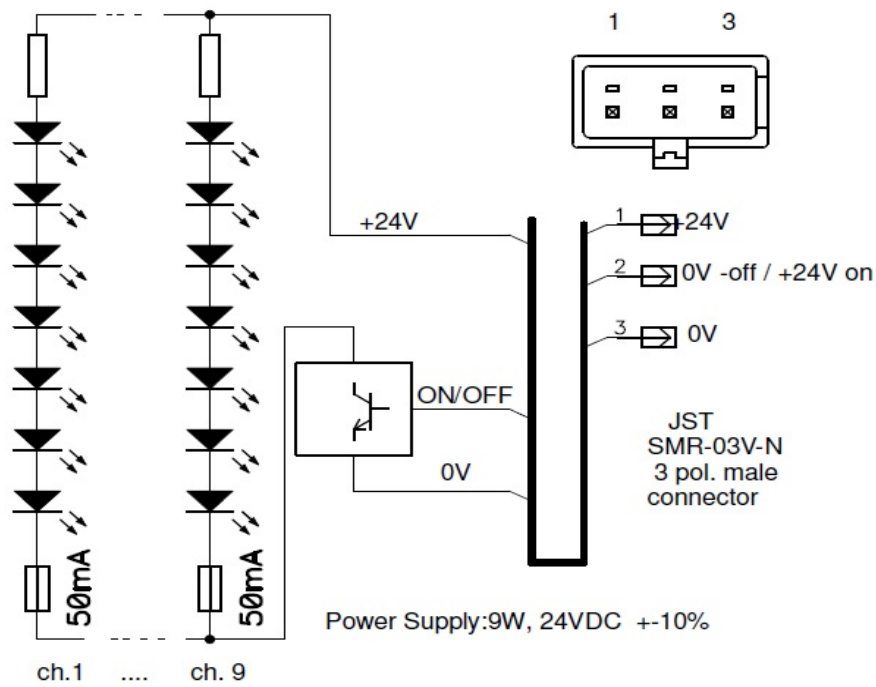 1 3
+24V
1 +24V
2 0V -off / +24V on
3 0V
ON/OFF
0V
JST
SMR-03V-N
3 pol. male
connector
50mA 50mA
Power Supply:9W, 24VDC +-10%
ch.1 .... ch. 9